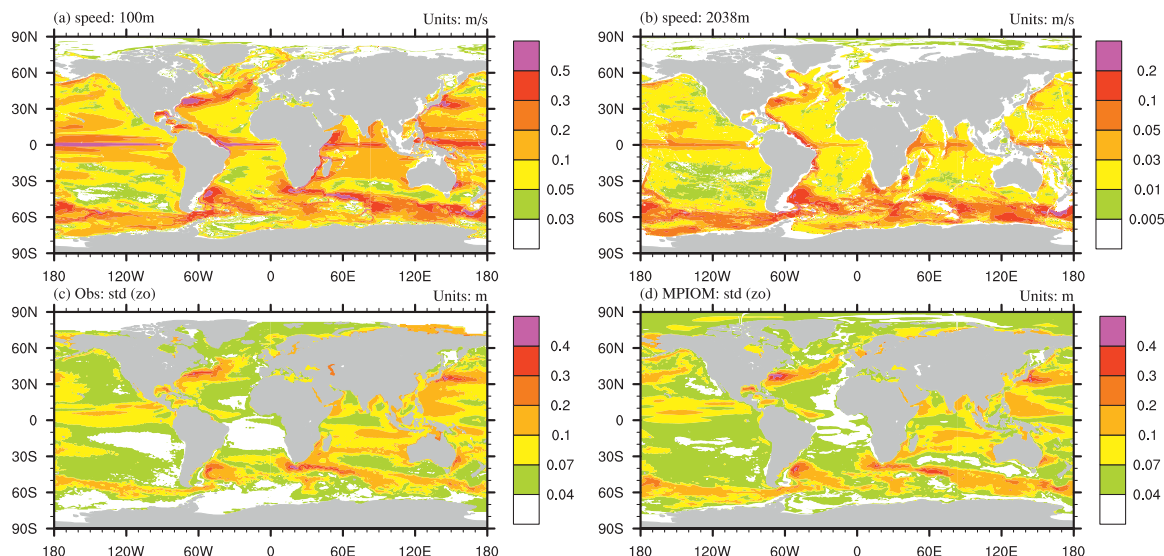 (a) speed: 100m Units: m/s
90N
60N
30N
0
30S
60S
90S
180 120W 60W 0 60E 120E 180
0.5
0.3
0.2
0.1
0.05
0.03
(b) speed: 2038m Units: m/s
90N
60N
30N
0
30S
60S
90S
180 120W 60W 0 60E 120E 180
0.2
0.1
0.05
0.03
0.01
0.005
(c) Obs: std (zo) Units: m
90N
60N
30N
0
30S
60S
90S
180 120W 60W 0 60E 120E 180
0.4
0.3
0.2
0.1
0.07
0.04
(d) MPIOM: std (zo) Units: m
90N
60N
30N
0
30S
60S
90S
180 120W 60W 0 60E 120E 180
0.4
0.3
0.2
0.1
0.07
0.04